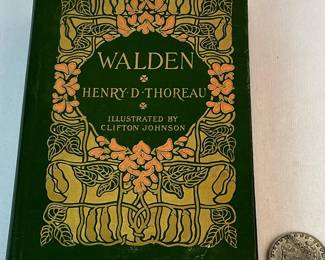 WALDEN
HENRY·D·THOREAU
ILLUSTRATED BY
CLIFTON JOHNSON